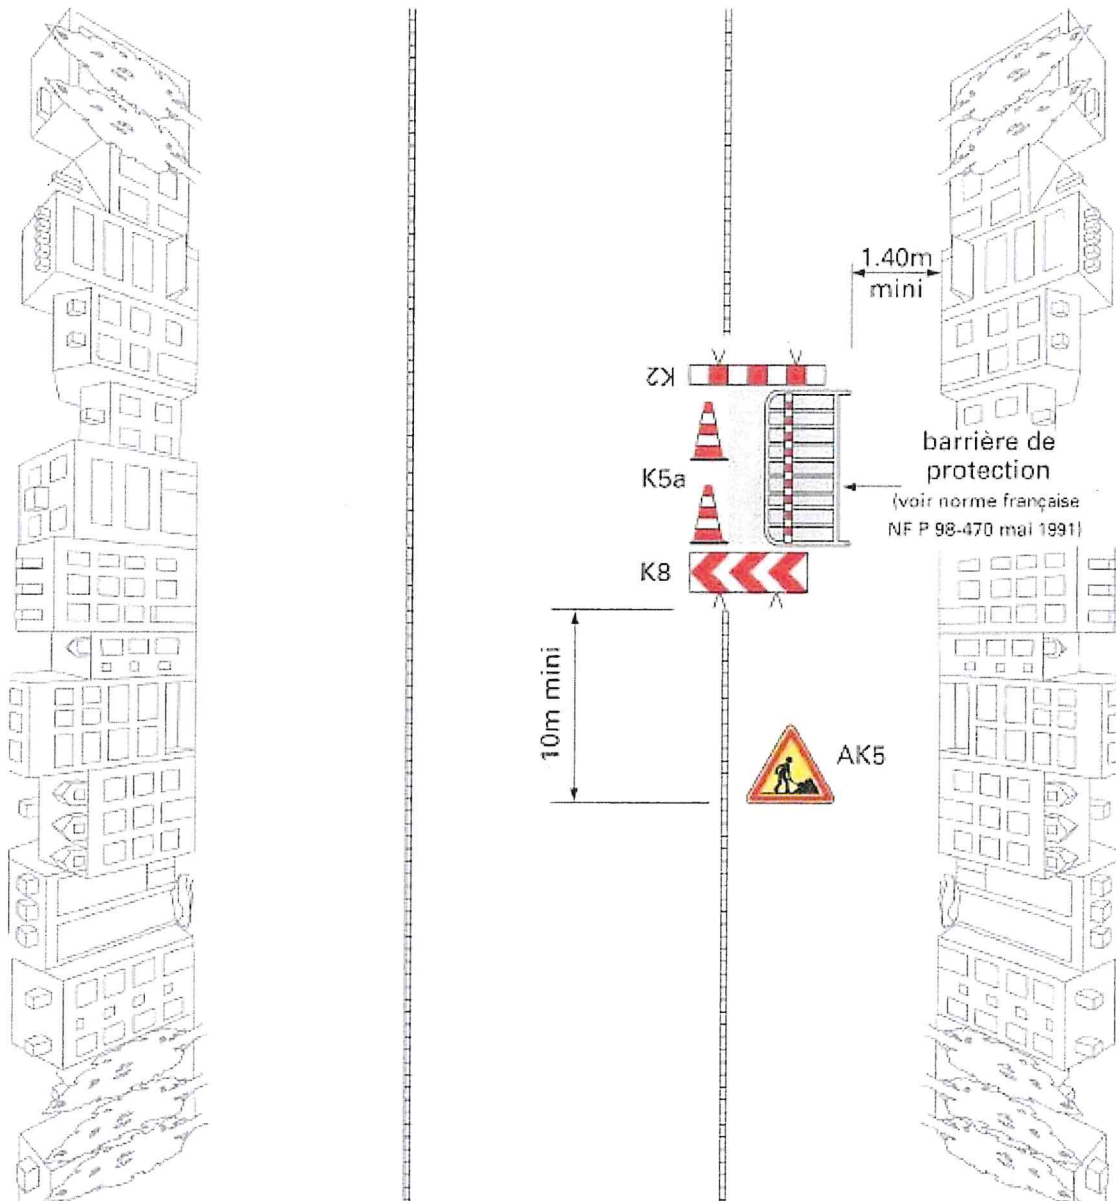 1.40m
mini
K2
K5a
barrière de
protection
(voir norme française
NF P 98-470 mai 1991)
K8
10m mini
AK5